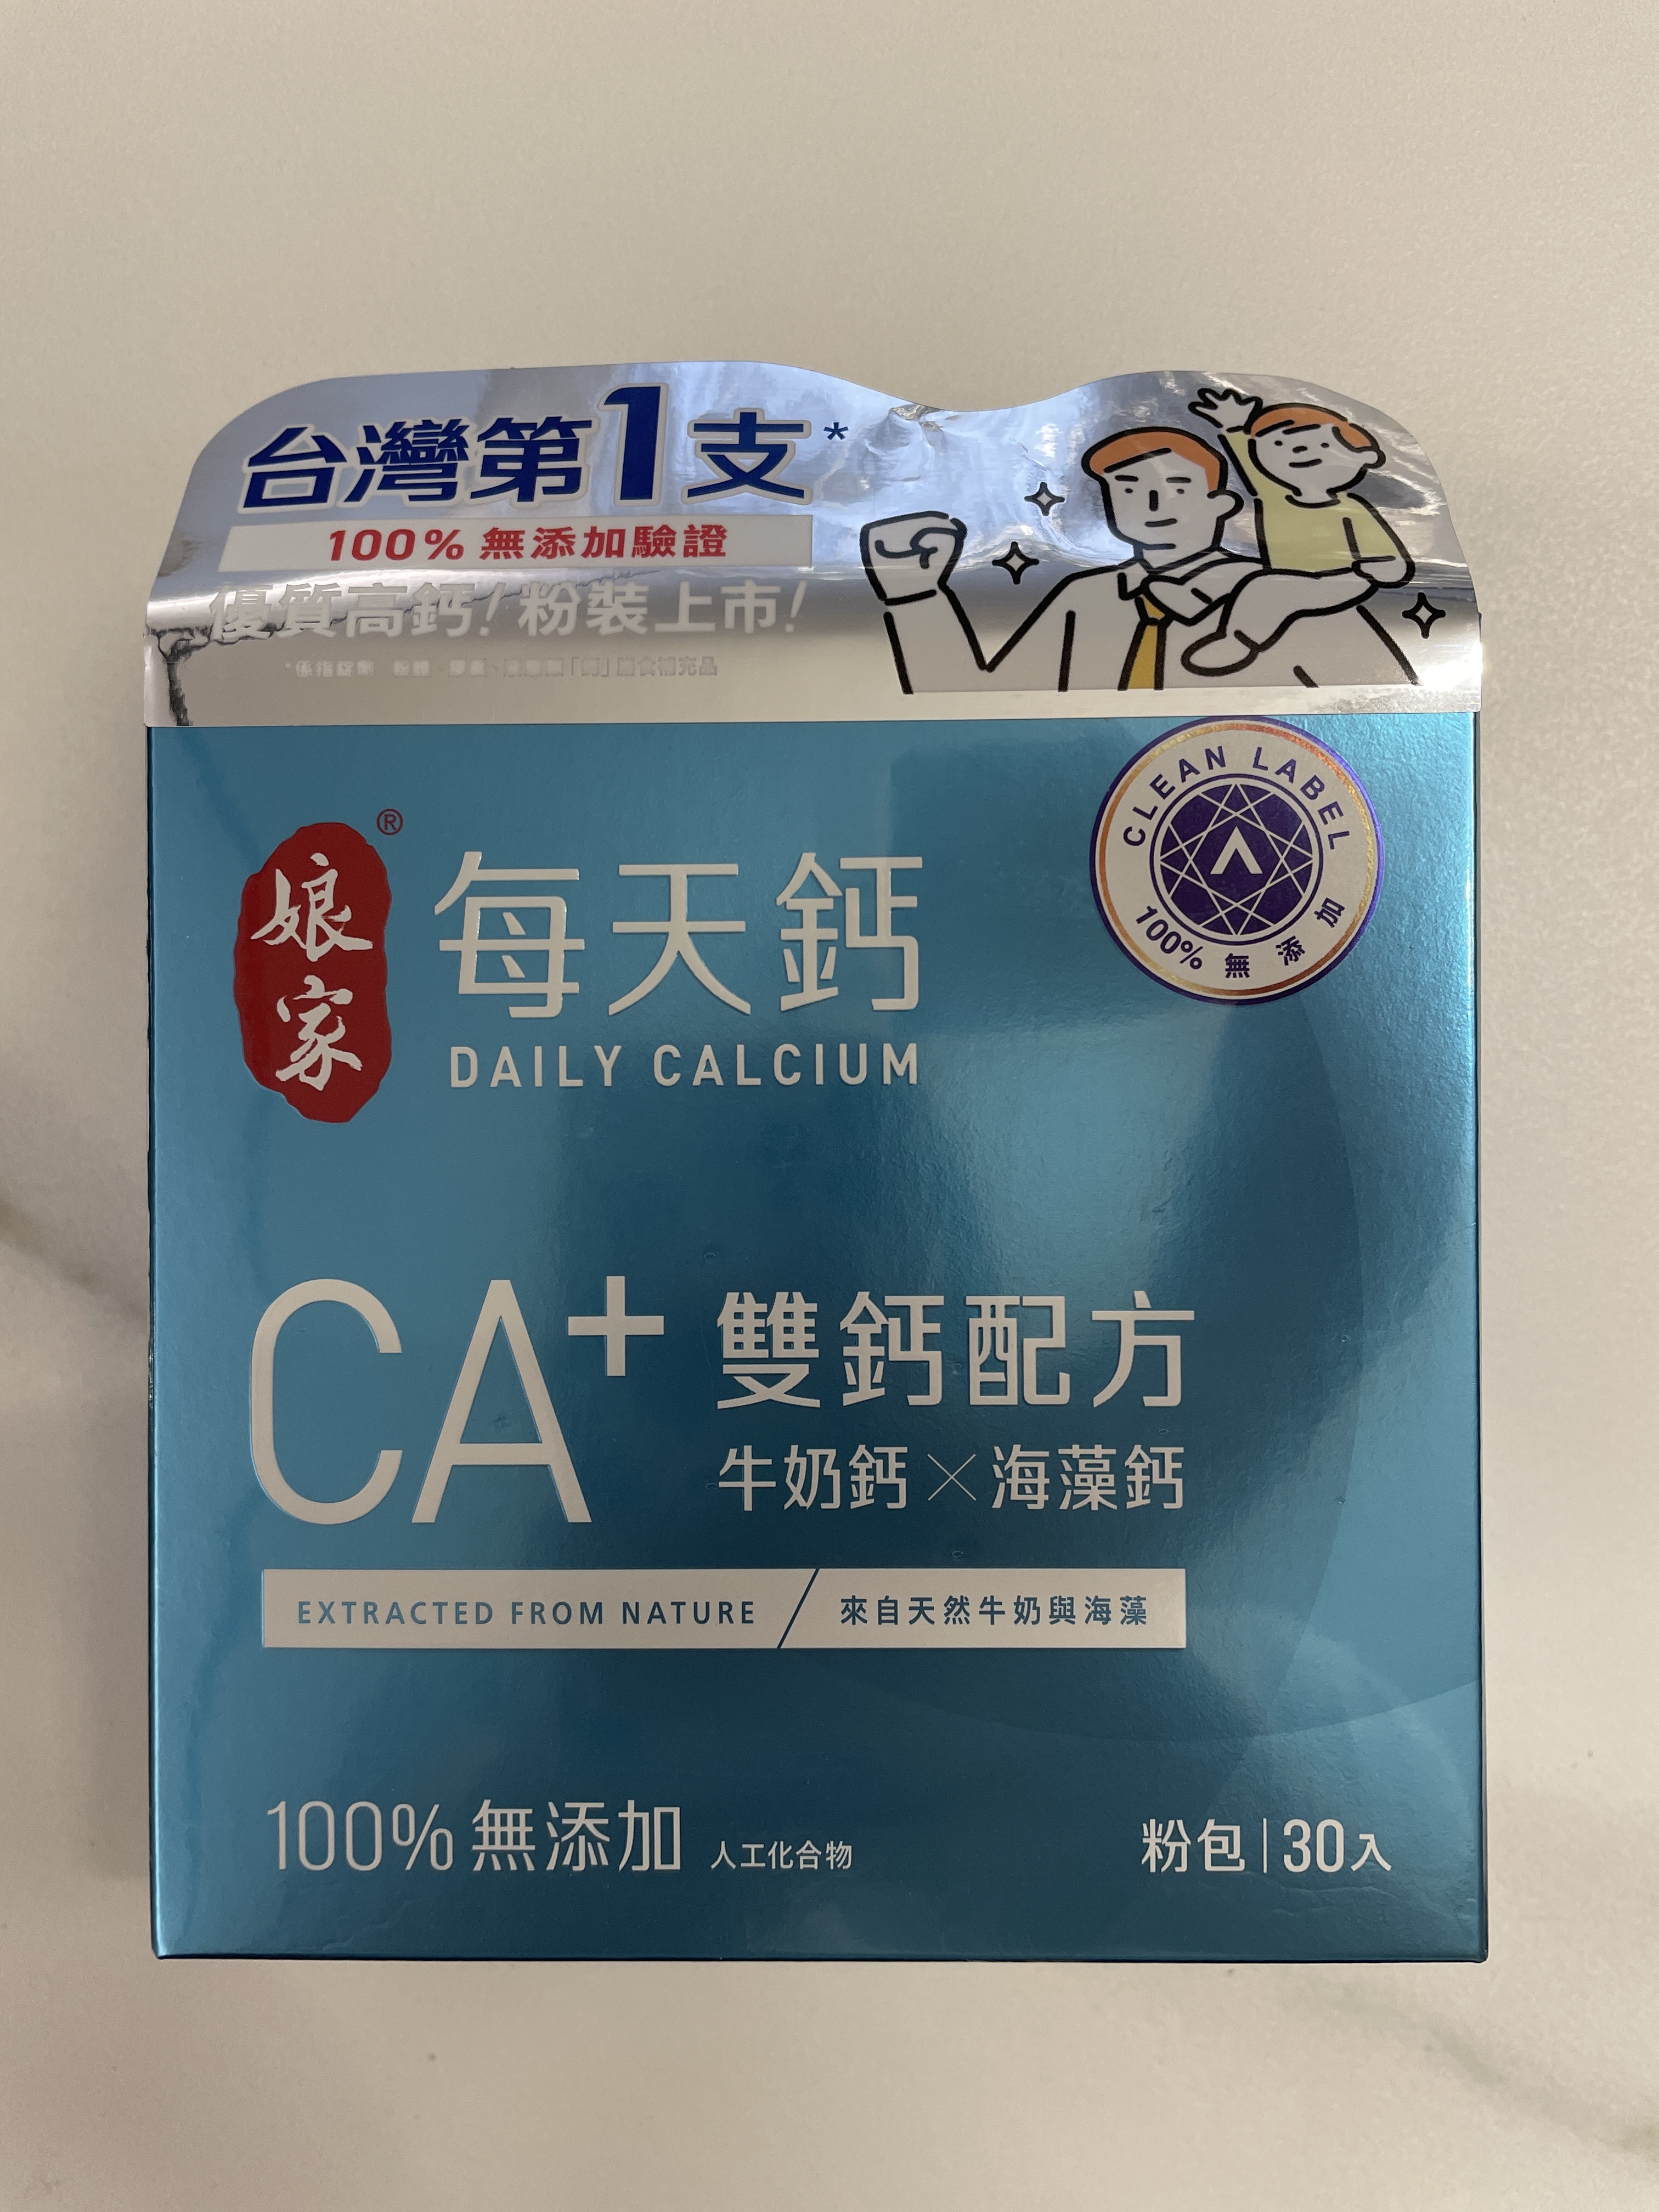 台灣第1支*
100%無添加驗證
優質高鈣!粉裝上市!
娘家®
每天鈣
DAILY CALCIUM
CLEAN LABEL
100% 無添加
CA+ 雙鈣配方
牛奶鈣×海藻鈣
EXTRACTED FROM NATURE / 來自天然牛奶與海藻
100%無添加 人工化合物
粉包|30入